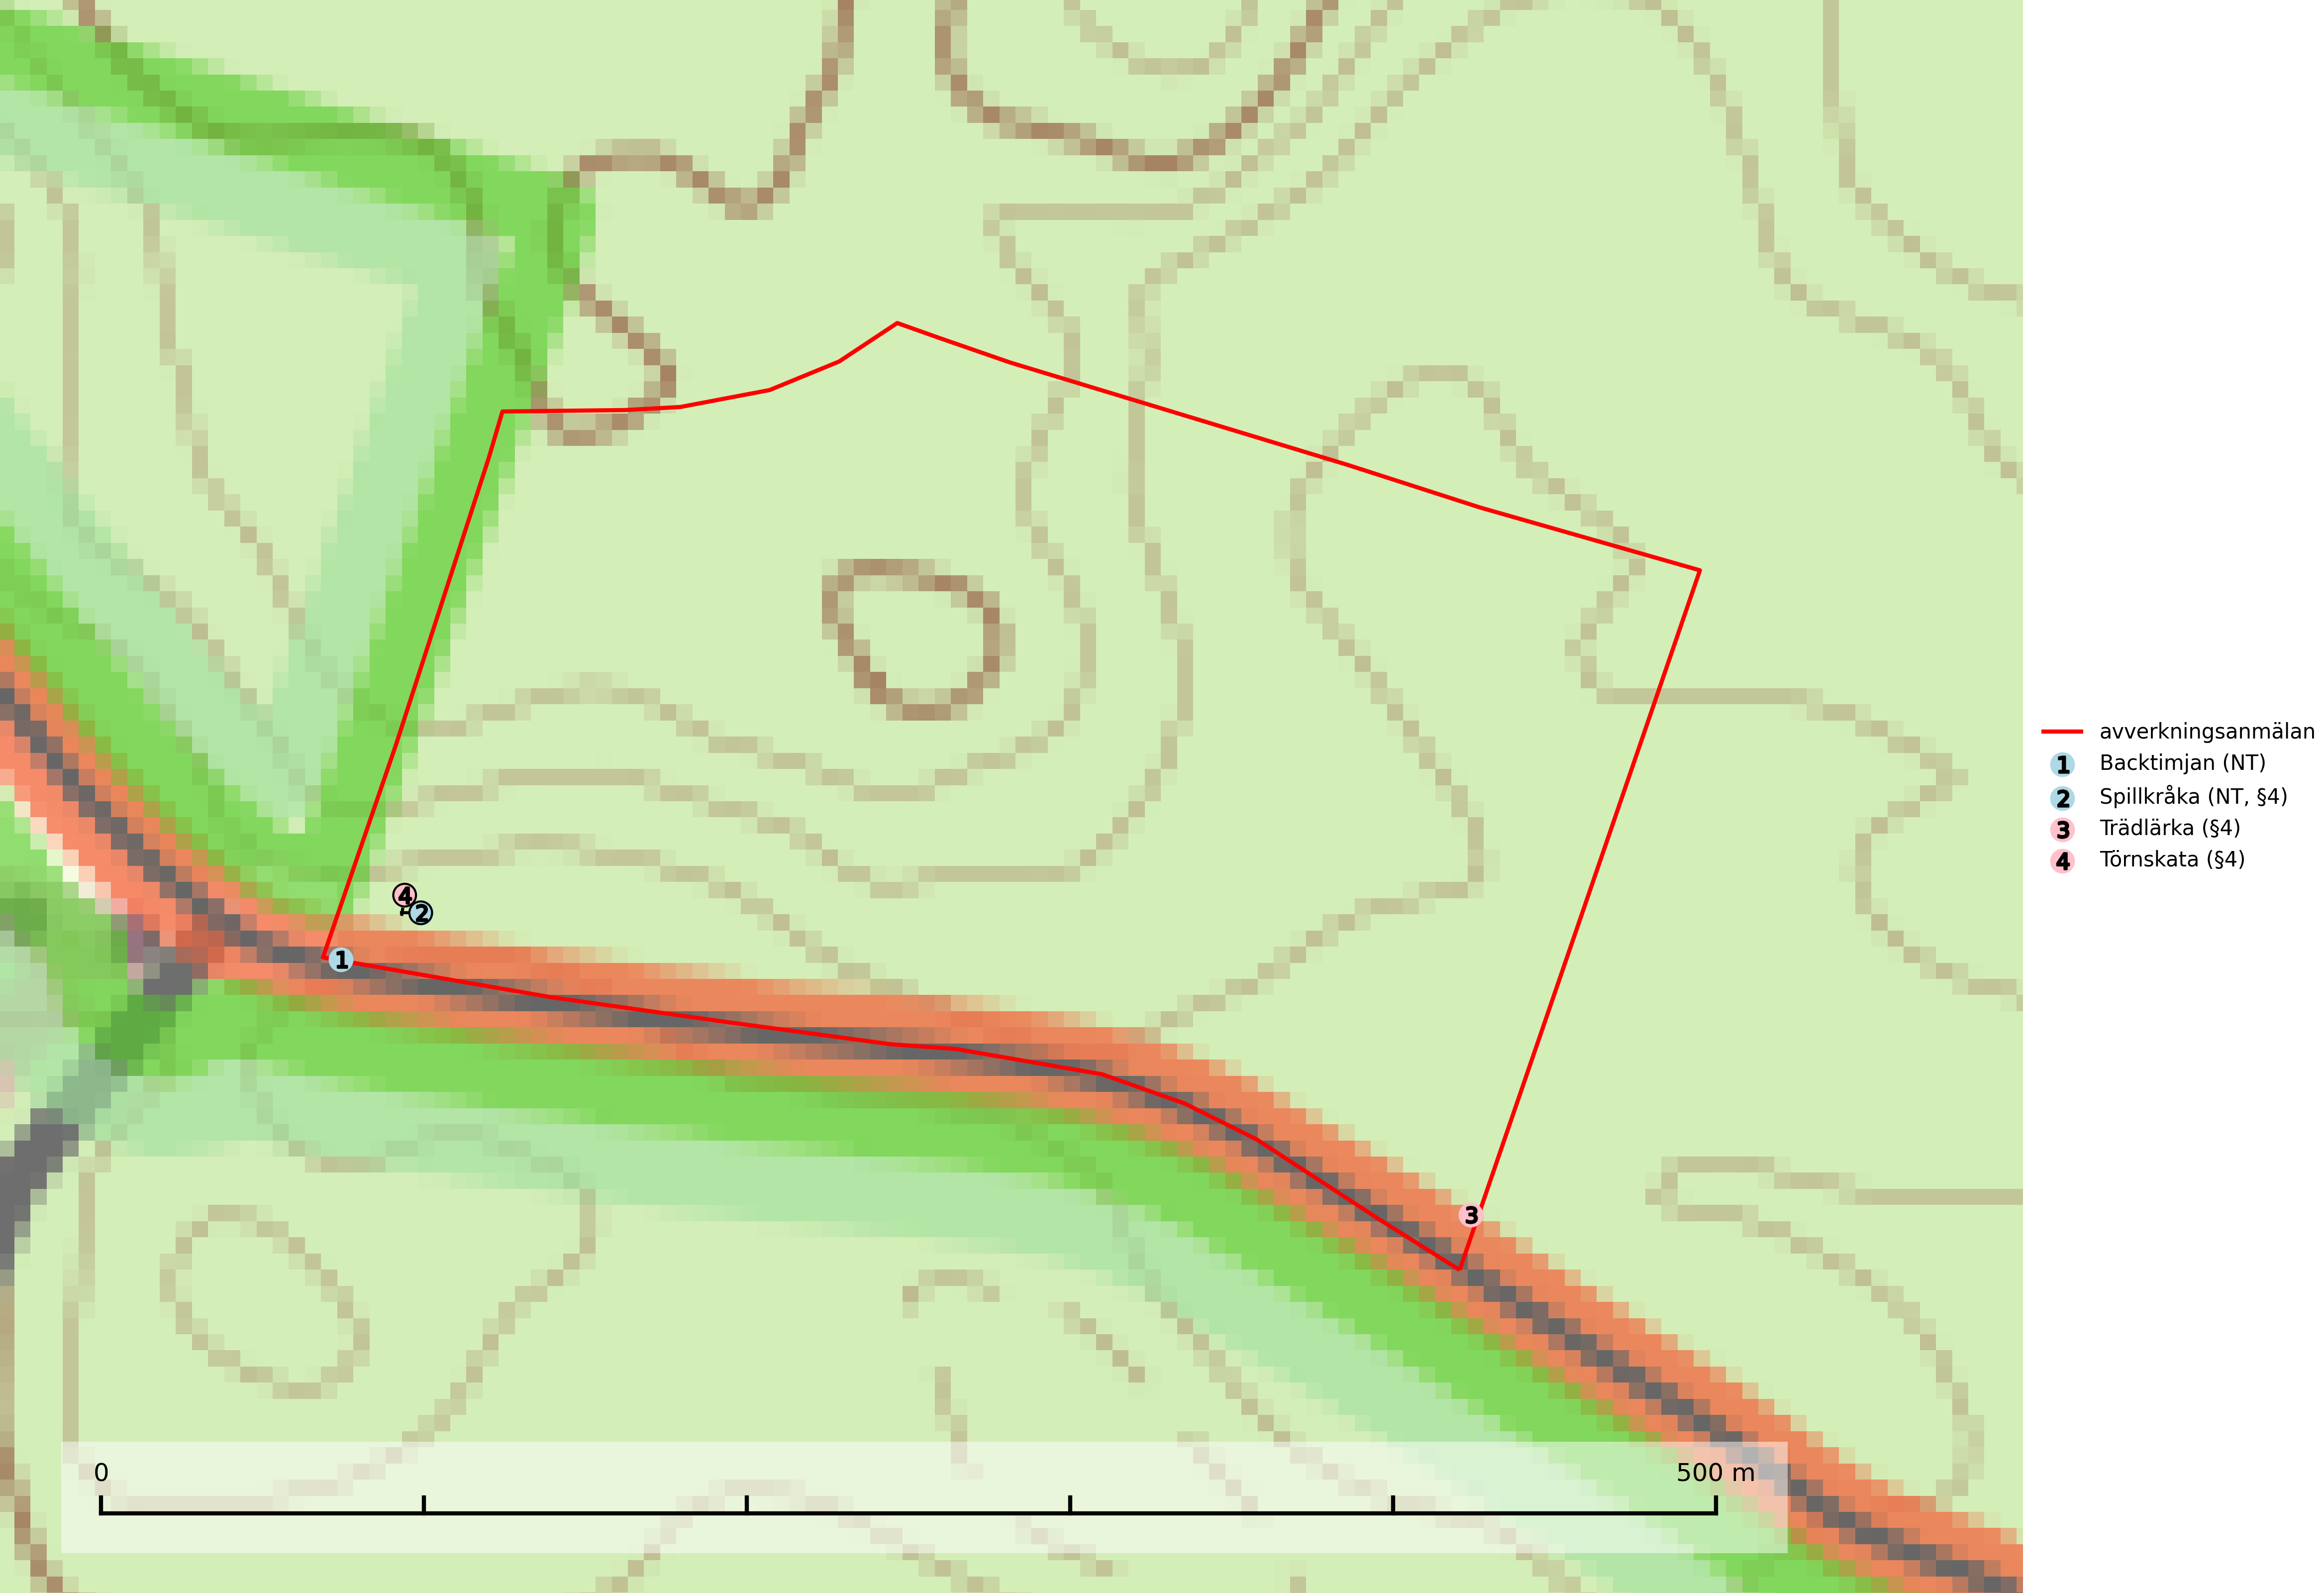 4
2
1
3
0
500 m
avverkningsanmälan
1 Backtimjan (NT)
2 Spillkråka (NT, §4)
3 Trädlärka (§4)
4 Törnskata (§4)